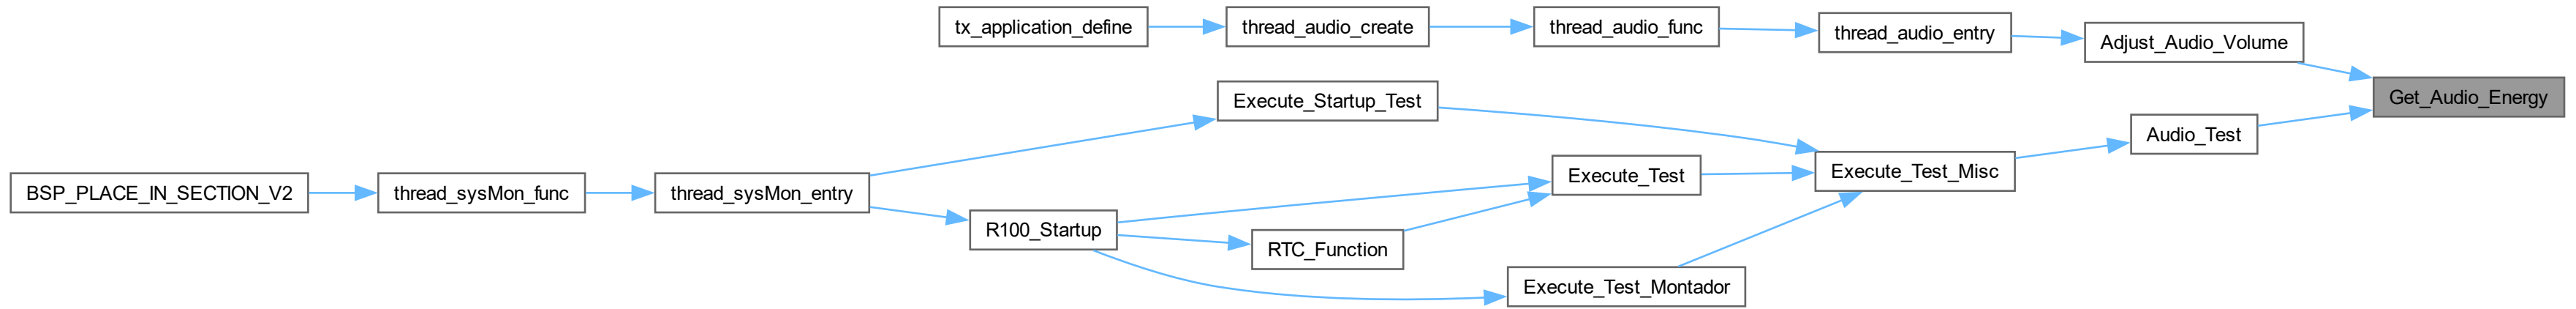 tx_application_define
thread_audio_create
thread_audio_func
thread_audio_entry
Adjust_Audio_Volume
Get_Audio_Energy
Execute_Startup_Test
Audio_Test
Execute_Test
Execute_Test_Misc
BSP_PLACE_IN_SECTION_V2
thread_sysMon_func
thread_sysMon_entry
R100_Startup
RTC_Function
Execute_Test_Montador